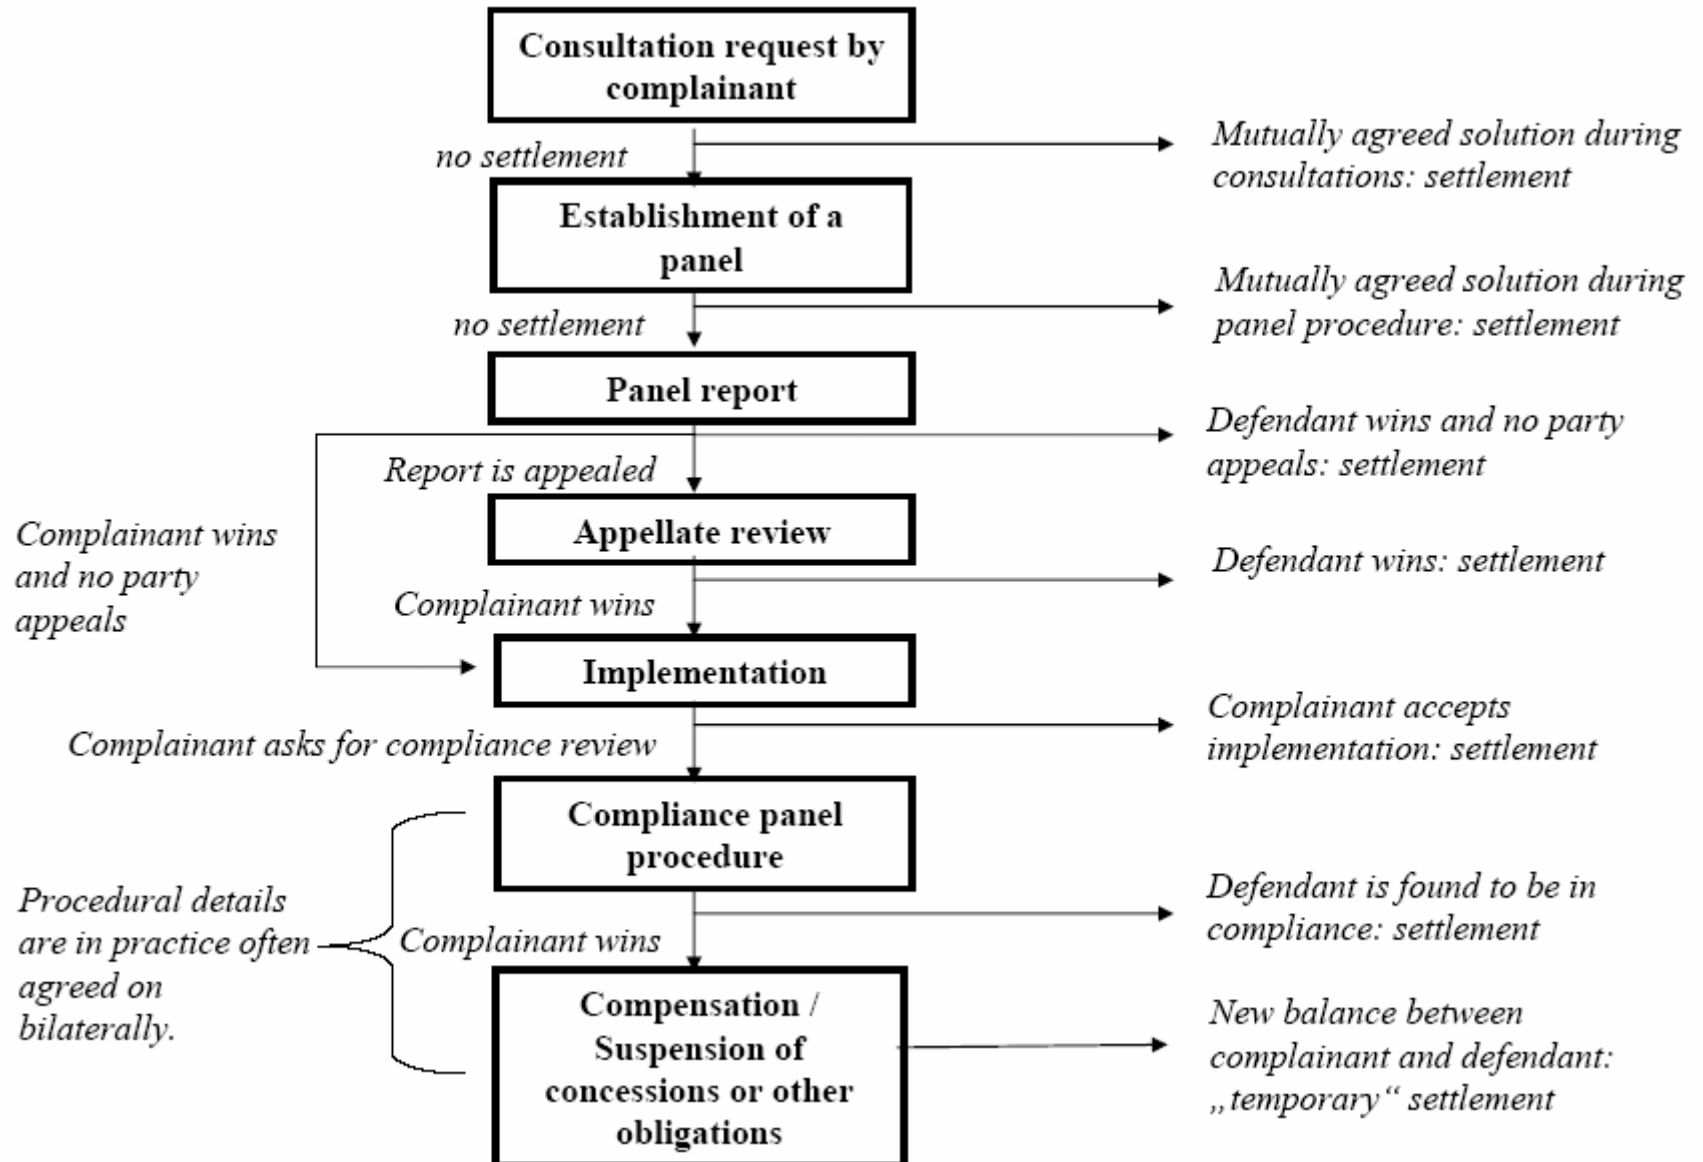 Consultation request by
complainant
no settlement
Mutually agreed solution during
consultations: settlement
Establishment of a
panel
no settlement
Mutually agreed solution during
panel procedure: settlement
Panel report
Report is appealed
Defendant wins and no party
appeals: settlement
Complainant wins
and no party
appeals
Appellate review
Complainant wins
Defendant wins: settlement
Implementation
Complainant asks for compliance review
Complainant accepts
implementation: settlement
Compliance panel
procedure
Procedural details
are in practice often
agreed on
bilaterally.
Complainant wins
Defendant is found to be in
compliance: settlement
Compensation /
Suspension of
concessions or other
obligations
New balance between
complainant and defendant:
„temporary“ settlement